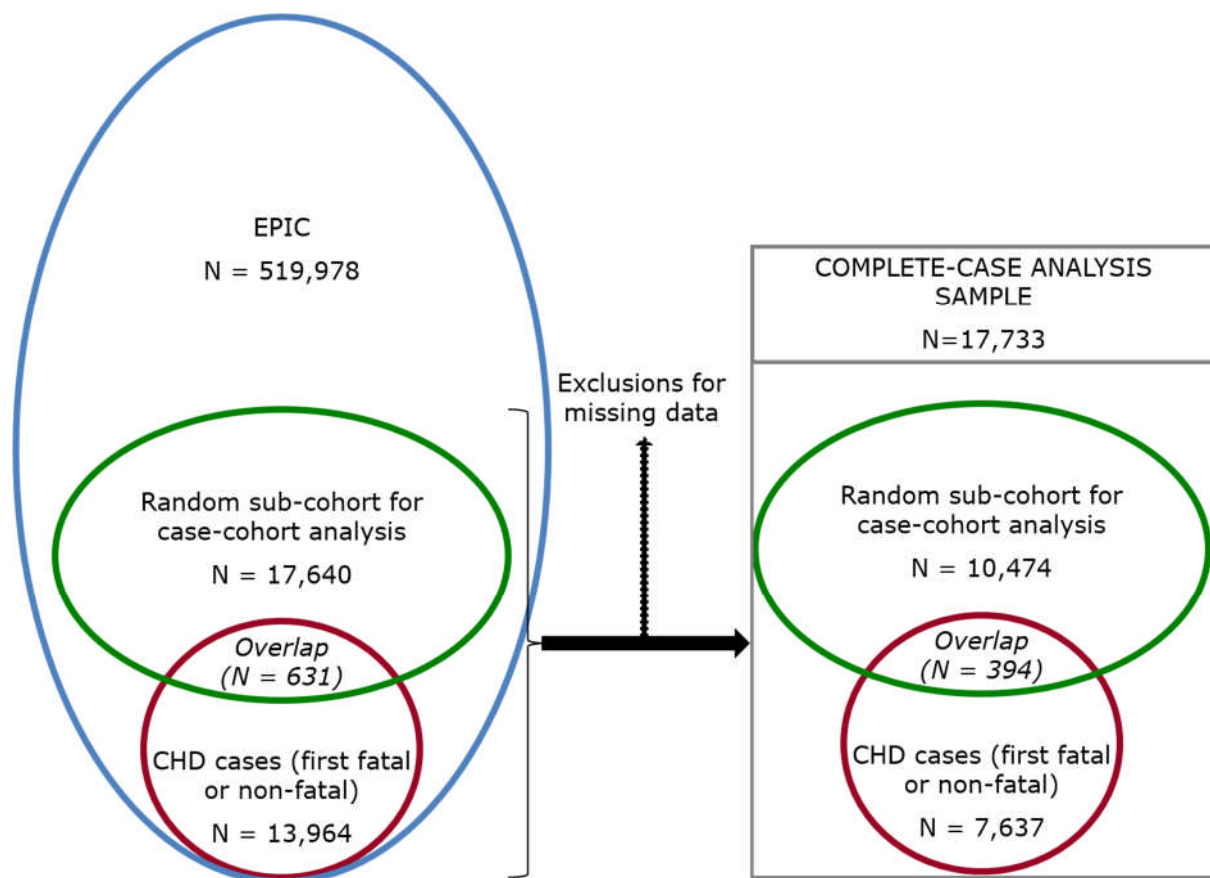 EPIC
N = 519,978
Random sub-cohort for
case-cohort analysis
N = 17,640
Overlap
(N = 631)
CHD cases (first fatal
or non-fatal)
N = 13,964
Exclusions for
missing data
COMPLETE-CASE ANALYSIS
SAMPLE
N=17,733
Random sub-cohort for
case-cohort analysis
N = 10,474
Overlap
(N = 394)
CHD cases (first fatal
or non-fatal)
N = 7,637